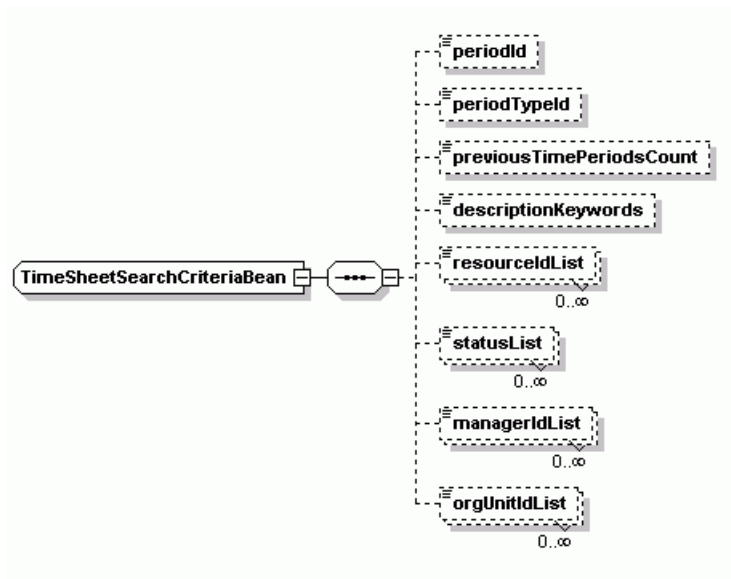 periodId
periodTypeId
previousTimePeriodsCount
descriptionKeywords
resourceIdList
0..∞
TimeSheetSearchCriteriaBean
statusList
0..∞
managerIdList
0..∞
orgUnitIdList
0..∞